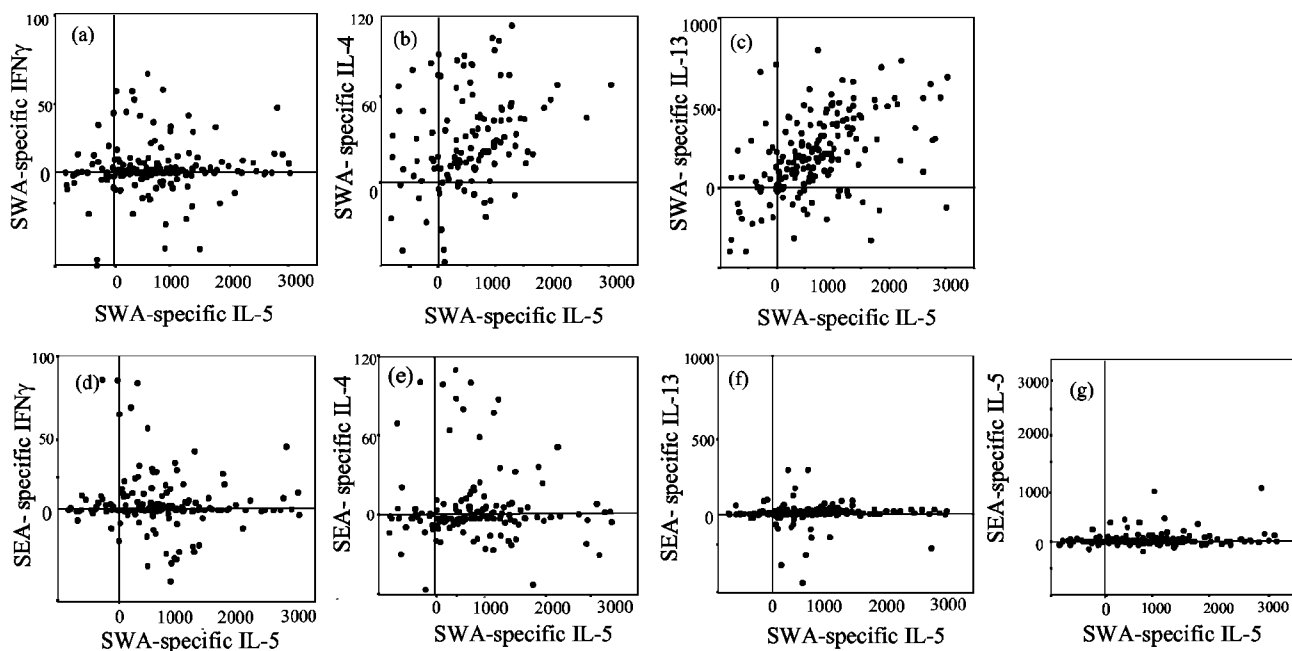 (a)
SWA-specific IFNγ
100
50
0
0 1000 2000 3000
SWA-specific IL-5
(b)
SWA- specific IL-4
120
60
0
0 1000 2000 3000
SWA-specific IL-5
(c)
SWA- specific IL-13
1000
500
0
0 1000 2000 3000
SWA-specific IL-5
(d)
SEA- specific IFNγ
100
50
0
0 1000 2000 3000
SWA-specific IL-5
(e)
SEA- specific IL-4
120
60
0
0 1000 2000 3000
SWA-specific IL-5
(f)
SEA- specific IL-13
1000
500
0
0 1000 2000 3000
SWA-specific IL-5
(g)
SEA-specific IL-5
3000
2000
1000
0
0 1000 2000 3000
SWA-specific IL-5